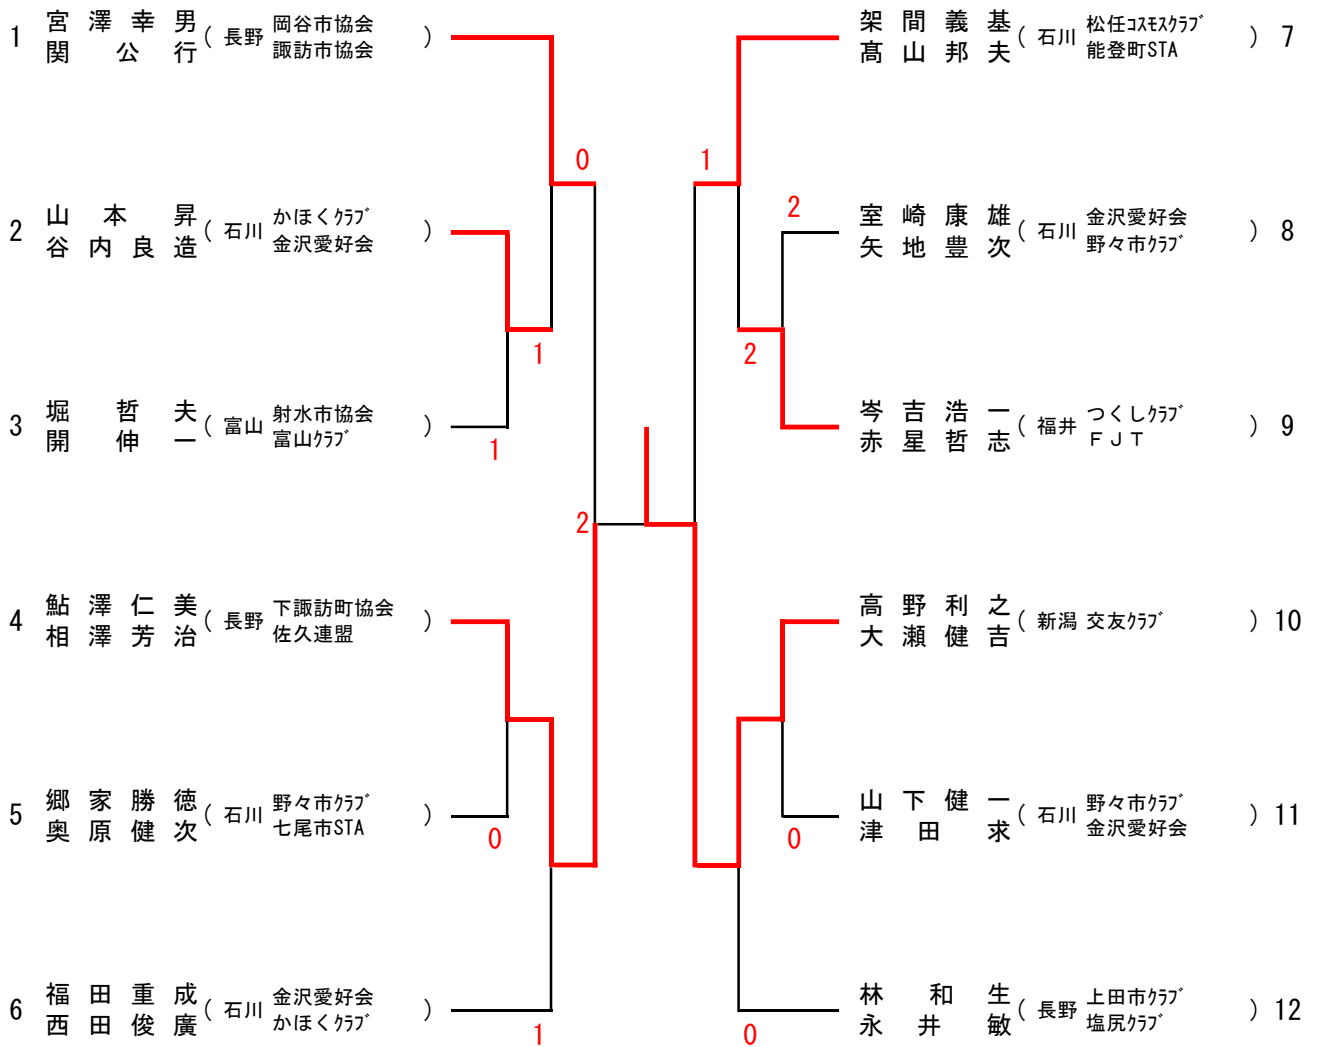 1 宮澤幸男 ( 長野 岡谷市協会 )
関公行 諏訪市協会
2 山本昇 ( 石川 かほくｸﾗﾌﾞ )
谷内良造 金沢愛好会
3 堀哲夫 ( 富山 射水市協会 )
開伸一 富山ｸﾗﾌﾞ
4 鮎澤仁美 ( 長野 下諏訪町協会 )
相澤芳治 佐久連盟
5 郷家勝徳 ( 石川 野々市ｸﾗﾌﾞ )
奥原健次 七尾市STA
6 福田重成 ( 石川 金沢愛好会 )
西田俊廣 かほくｸﾗﾌﾞ
0
1
1
2
0
1
架間義基 ( 石川 松任ｺｽﾓｽｸﾗﾌﾞ ) 7
髙山邦夫 能登町STA
室崎康雄 ( 石川 金沢愛好会 ) 8
矢地豊次 野々市ｸﾗﾌﾞ
岑吉浩一 ( 福井 つくしｸﾗﾌﾞ ) 9
赤星哲志 ＦＪＴ
高野利之 ( 新潟 交友ｸﾗﾌﾞ ) 10
大瀬健吉
山下健一 ( 石川 野々市ｸﾗﾌﾞ ) 11
津田求 金沢愛好会
林和生 ( 長野 上田市ｸﾗﾌﾞ ) 12
永井敏 塩尻ｸﾗﾌﾞ
1
2
2
0
0